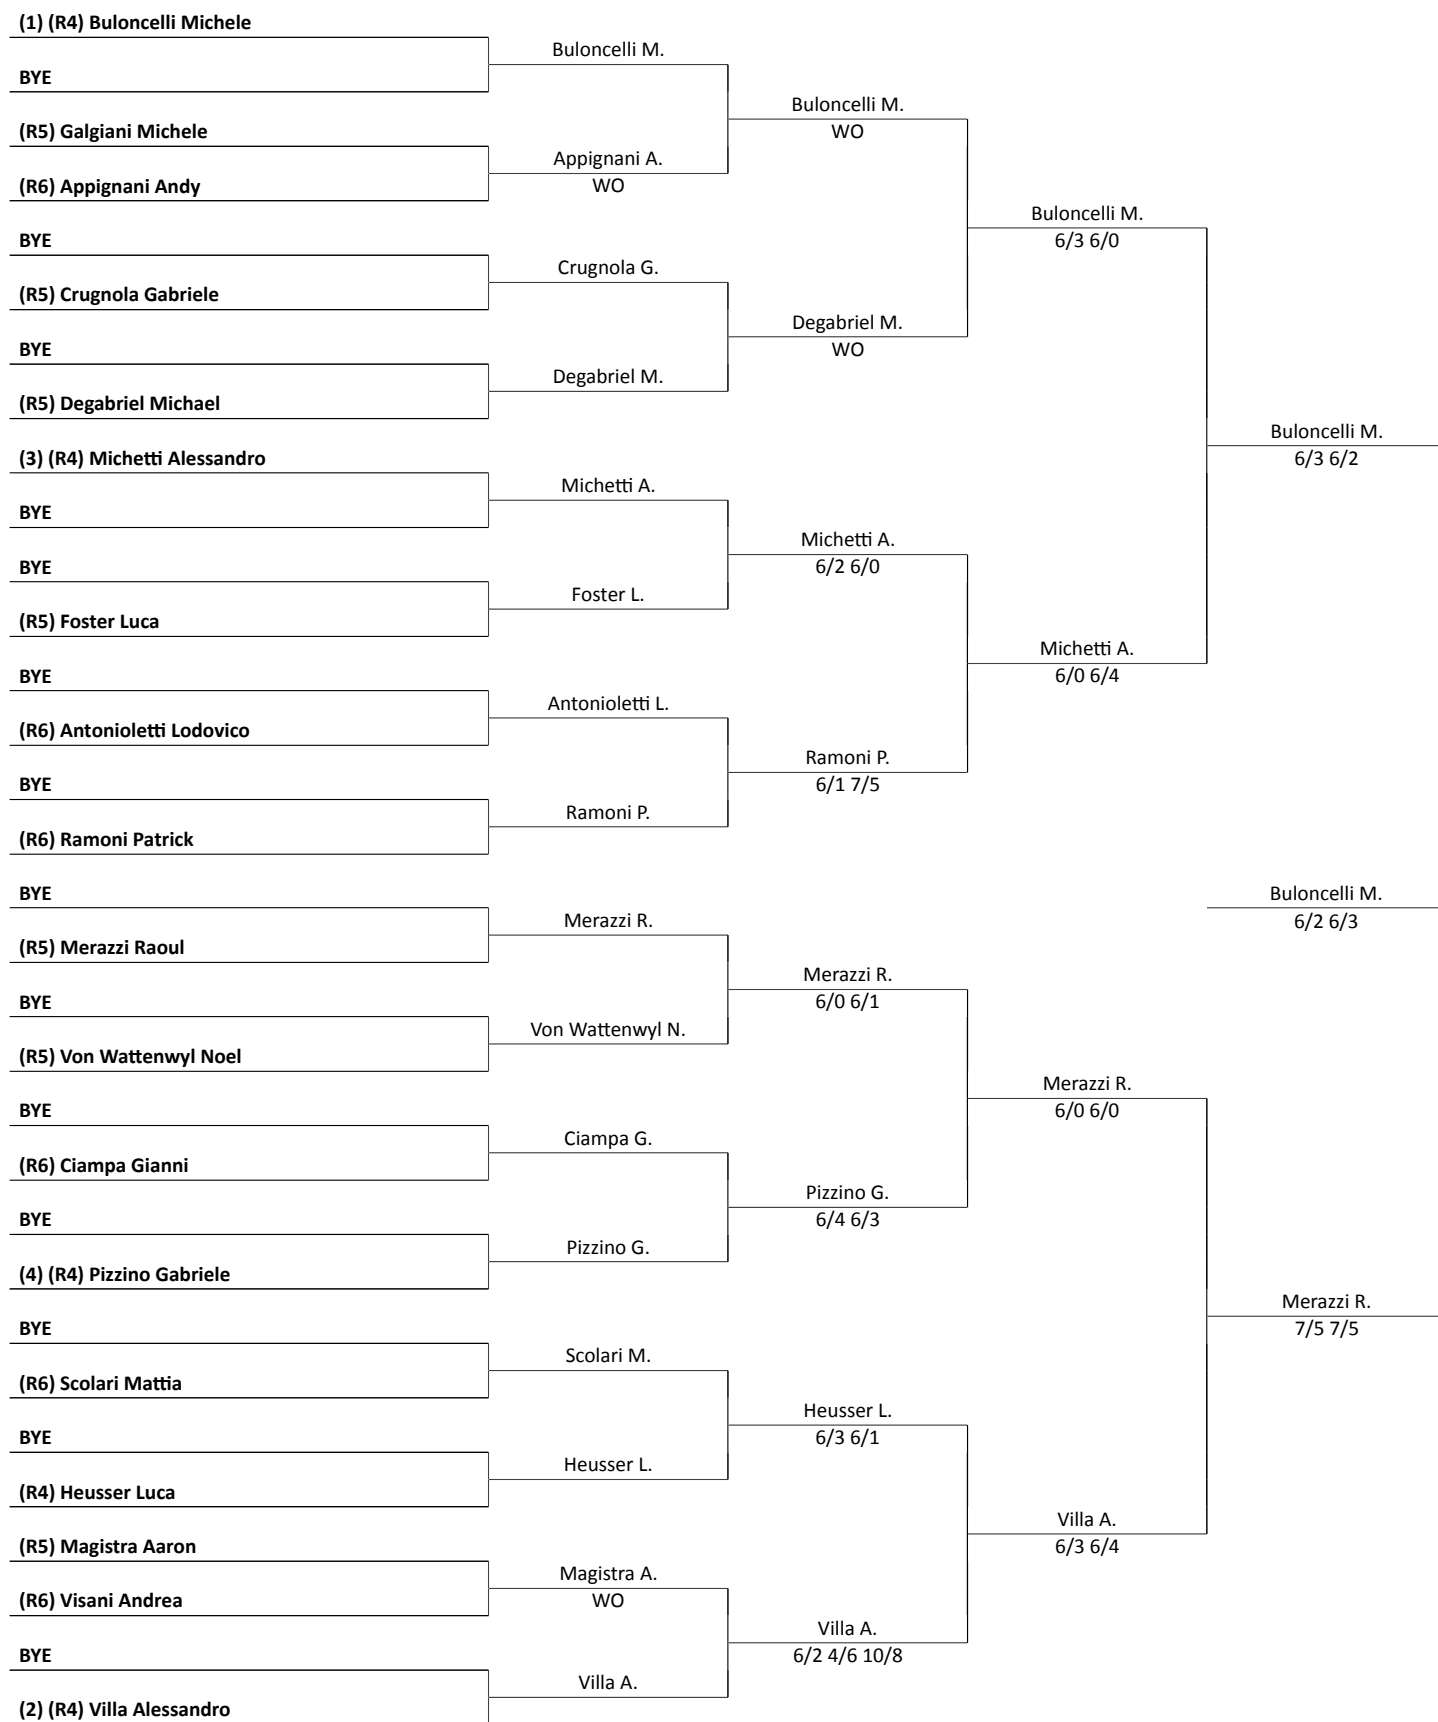 (1) (R4) Buloncelli Michele
Buloncelli M.
BYE
Buloncelli M.
WO
(R5) Galgiani Michele
Appignani A.
WO
(R6) Appignani Andy
Buloncelli M.
6/3 6/0
BYE
Crugnola G.
(R5) Crugnola Gabriele
Degabriel M.
WO
BYE
Degabriel M.
(R5) Degabriel Michael
Buloncelli M.
6/3 6/2
(3) (R4) Michetti Alessandro
Michetti A.
BYE
Michetti A.
6/2 6/0
BYE
Foster L.
(R5) Foster Luca
Michetti A.
6/0 6/4
BYE
Antonioletti L.
(R6) Antonioletti Lodovico
Ramoni P.
6/1 7/5
BYE
Ramoni P.
(R6) Ramoni Patrick
BYE
Buloncelli M.
6/2 6/3
Merazzi R.
(R5) Merazzi Raoul
Merazzi R.
6/0 6/1
BYE
Von Wattenwyl N.
(R5) Von Wattenwyl Noel
Merazzi R.
6/0 6/0
BYE
Ciampa G.
(R6) Ciampa Gianni
Pizzino G.
6/4 6/3
BYE
Pizzino G.
(4) (R4) Pizzino Gabriele
Merazzi R.
7/5 7/5
BYE
Scolari M.
(R6) Scolari Mattia
Heusser L.
6/3 6/1
BYE
Heusser L.
(R4) Heusser Luca
Villa A.
6/3 6/4
(R5) Magistra Aaron
Magistra A.
WO
(R6) Visani Andrea
Villa A.
6/2 4/6 10/8
BYE
Villa A.
(2) (R4) Villa Alessandro